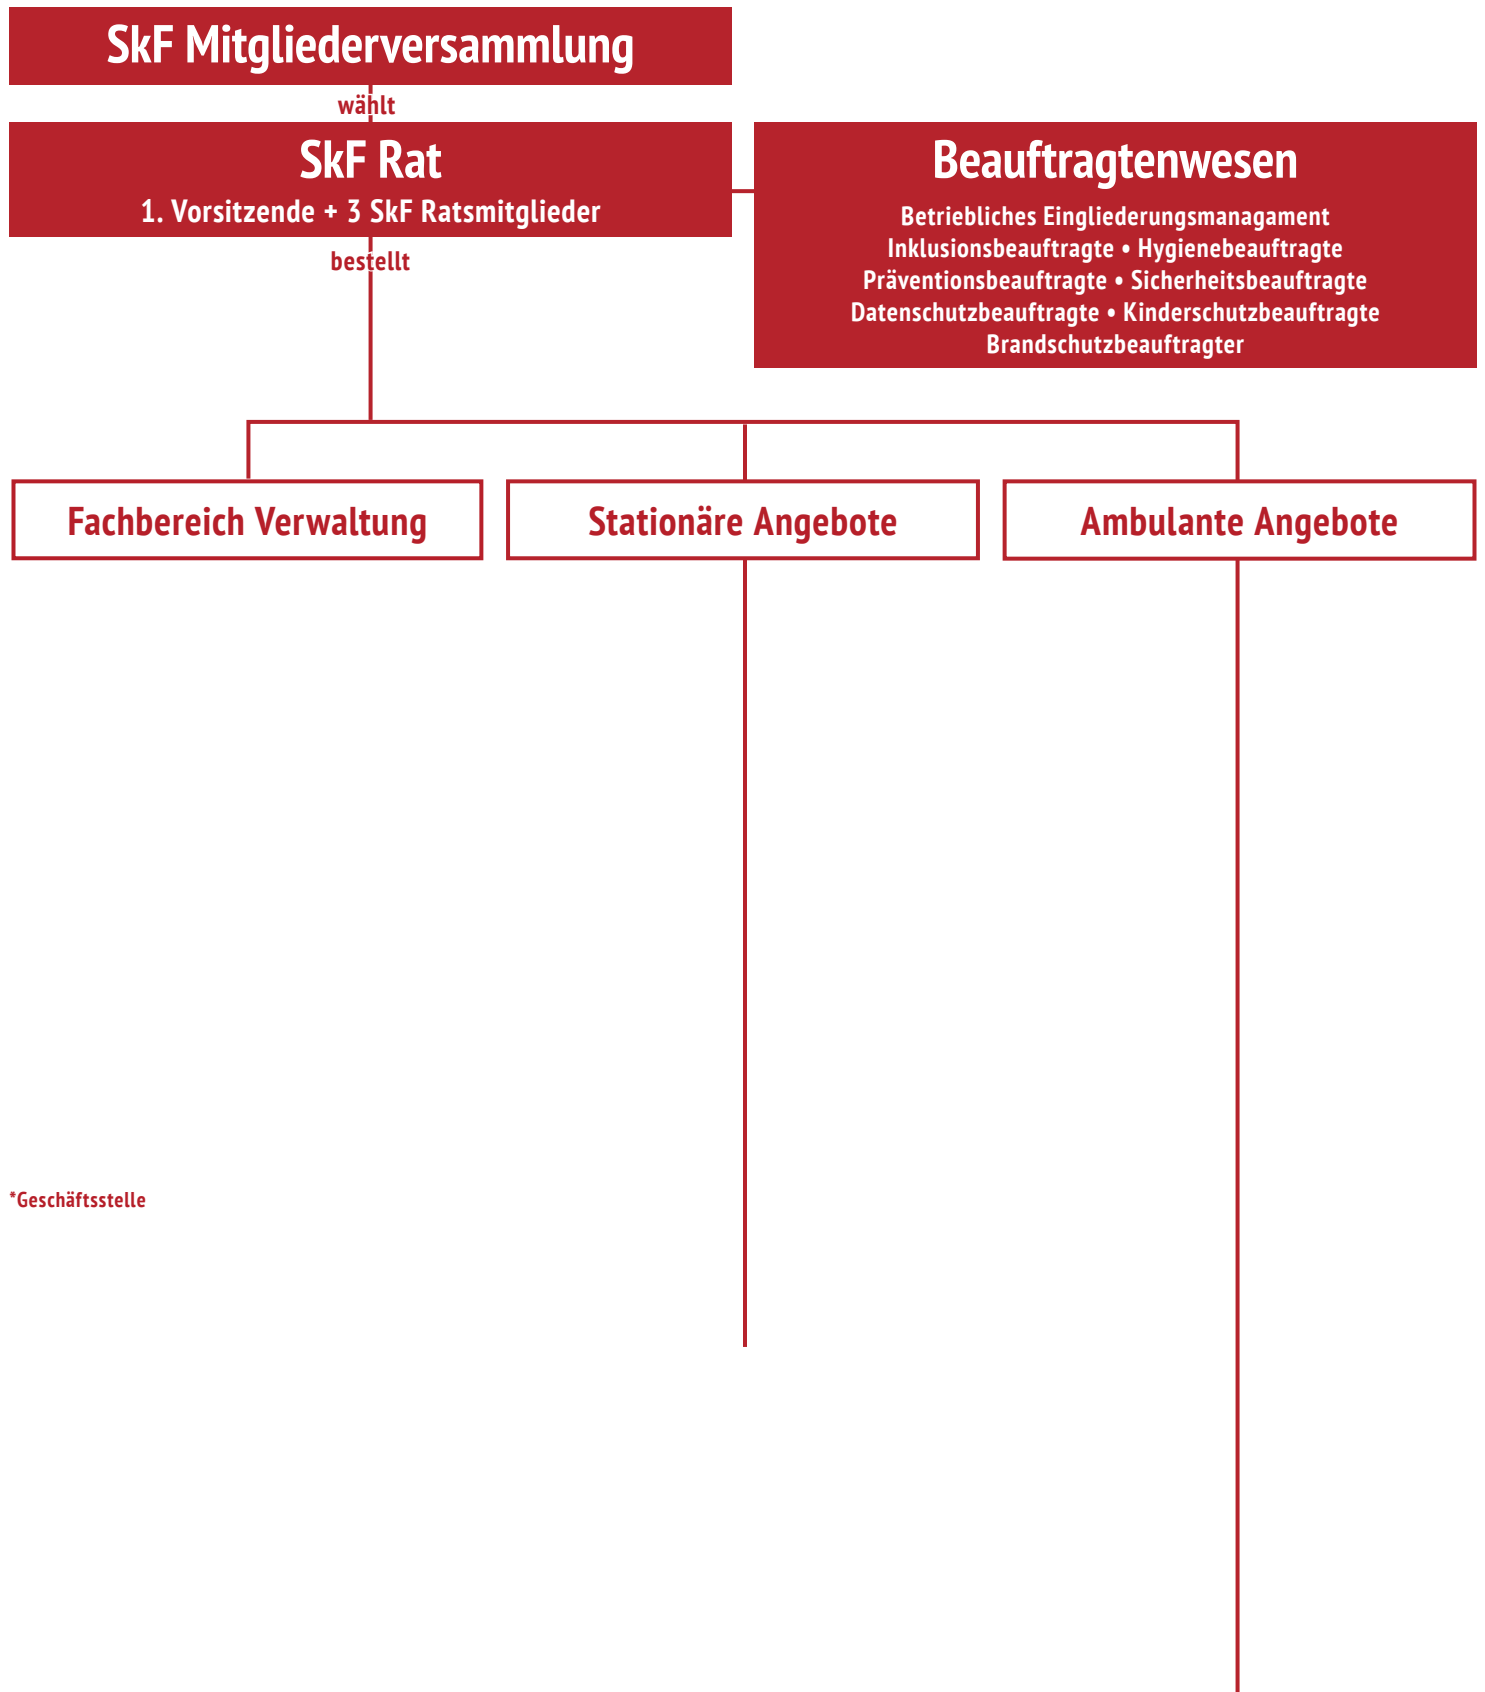 SkF Mitgliederversammlung
wählt
SkF Rat
1. Vorsitzende + 3 SkF Ratsmitglieder
bestellt
Beauftragtenwesen
Betriebliches Eingliederungsmanagament
Inklusionsbeauftragte • Hygienebeauftragte
Präventionsbeauftragte • Sicherheitsbeauftragte
Datenschutzbeauftragte • Kinderschutzbeauftragte
Brandschutzbeauftragter
Fachbereich Verwaltung
Stationäre Angebote
Ambulante Angebote
*Geschäftsstelle